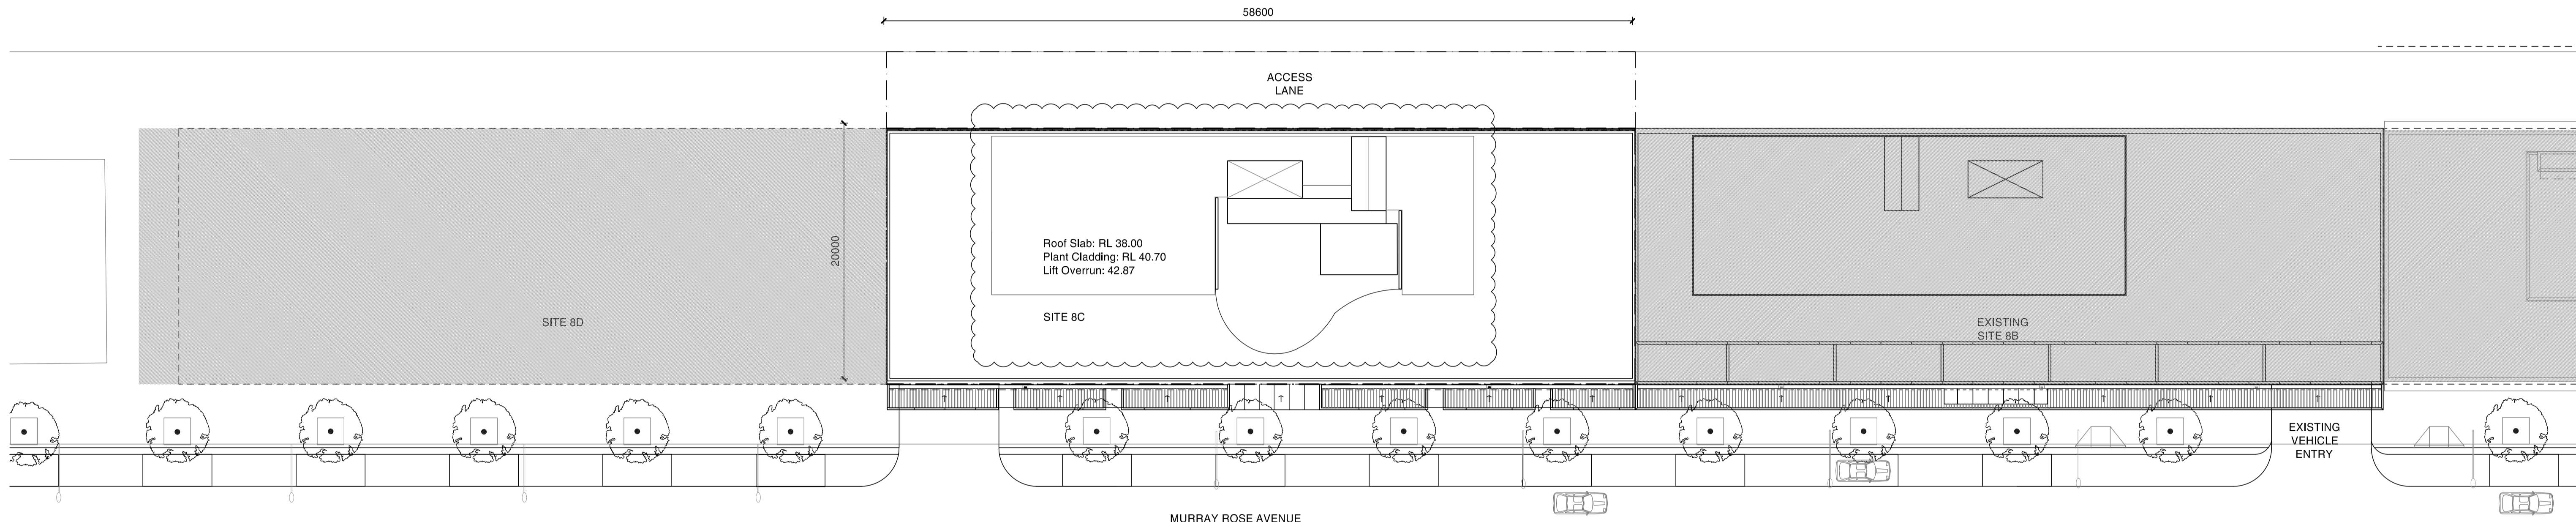 58600
ACCESS
LANE
20000
Roof Slab: RL 38.00
Plant Cladding: RL 40.70
Lift Overrun: 42.87
SITE 8D
SITE 8C
EXISTING
SITE 8B
EXISTING
VEHICLE
ENTRY
MURRAY ROSE AVENUE